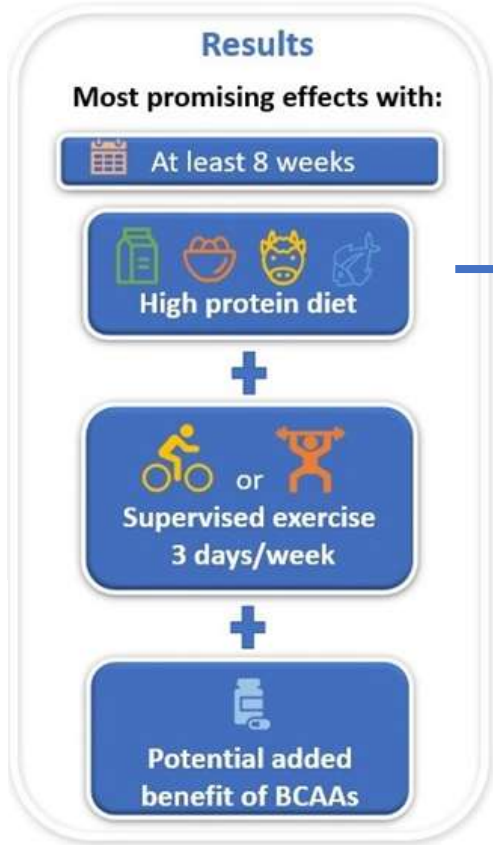 Results
Most promising effects with:
At least 8 weeks
High protein diet
or
Supervised exercise
3 days/week
Potential added
benefit of BCAAs